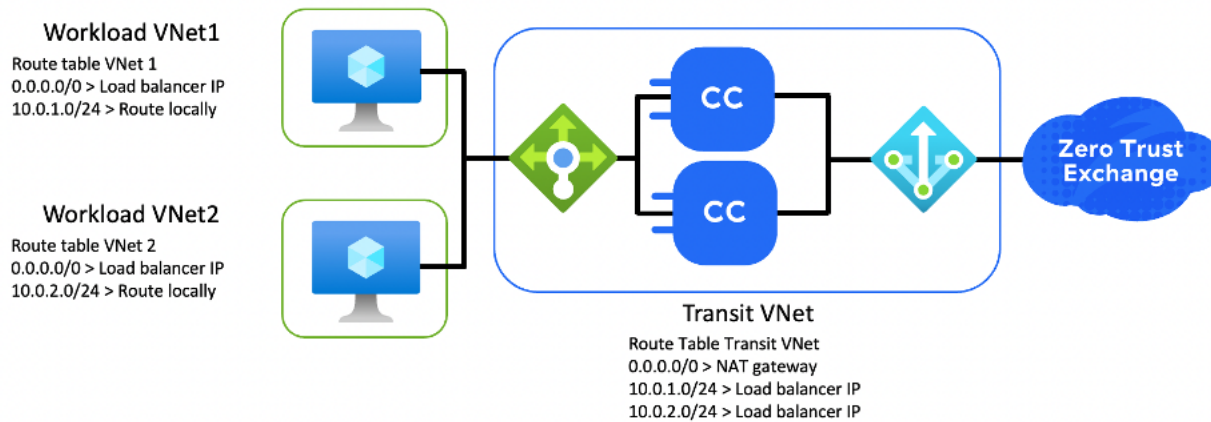 Workload VNet1
Route table VNet 1
0.0.0.0/0 > Load balancer IP
10.0.1.0/24 > Route locally
CC
CC
Zero Trust
Exchange
Workload VNet2
Route table VNet 2
0.0.0.0/0 > Load balancer IP
10.0.2.0/24 > Route locally
Transit VNet
Route Table Transit VNet
0.0.0.0/0 > NAT gateway
10.0.1.0/24 > Load balancer IP
10.0.2.0/24 > Load balancer IP